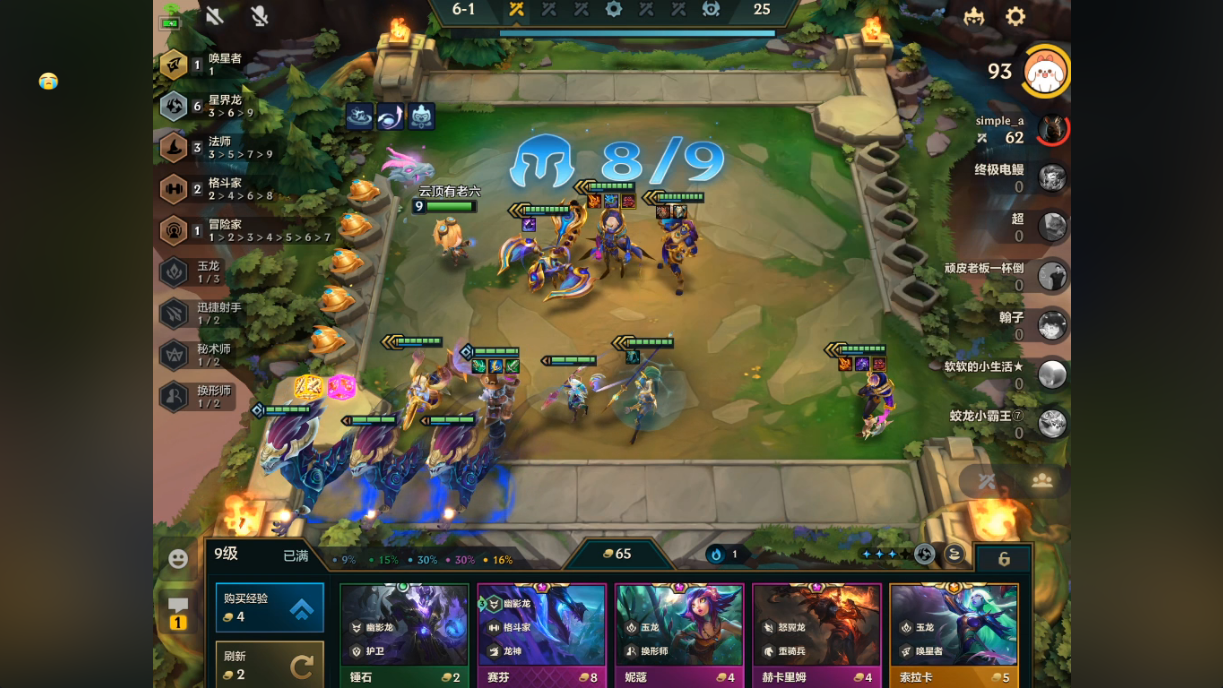 6-1
25
1
唤星者
1
6
星界龙
3 > 6 > 9
3
法师
3 > 5 > 7 > 9
2
格斗家
2 > 4 > 6 > 8
1
冒险家
1 > 2 > 3 > 4 > 5 > 6 > 7
玉龙
1 / 3
迅捷射手
1 / 2
秘术师
1 / 2
换形师
1 / 2
8/9
云顶有老六
9
93
simple_a
62
终极电鳗
0
超
0
顽皮老板一杯倒
0
翰子
0
软软的小生活★
0
蛟龙小霸王⑦
0
1
9级
已满
9%
15%
30%
30%
16%
65
1
6
购买经验
4
刷新
2
幽影龙
护卫
锤石
2
3
幽影龙
格斗家
龙神
赛芬
8
玉龙
换形师
妮蔻
4
怒翼龙
重骑兵
赫卡里姆
4
玉龙
唤星者
索拉卡
5